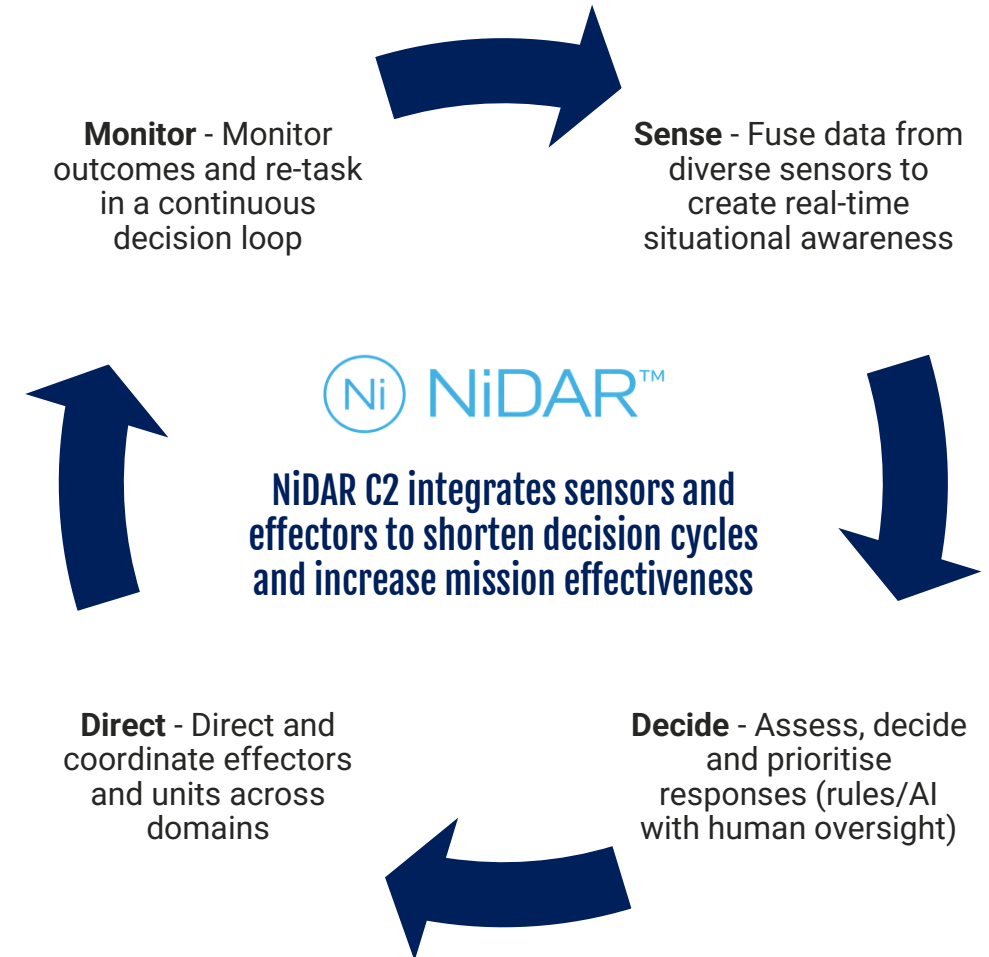 Monitor - Monitor
outcomes and re-task
in a continuous
decision loop
Sense - Fuse data from
diverse sensors to
create real-time
situational awareness
Ni NiDAR™
NiDAR C2 integrates sensors and
effectors to shorten decision cycles
and increase mission effectiveness
Direct - Direct and
coordinate effectors
and units across
domains
Decide - Assess, decide
and prioritise
responses (rules/AI
with human oversight)